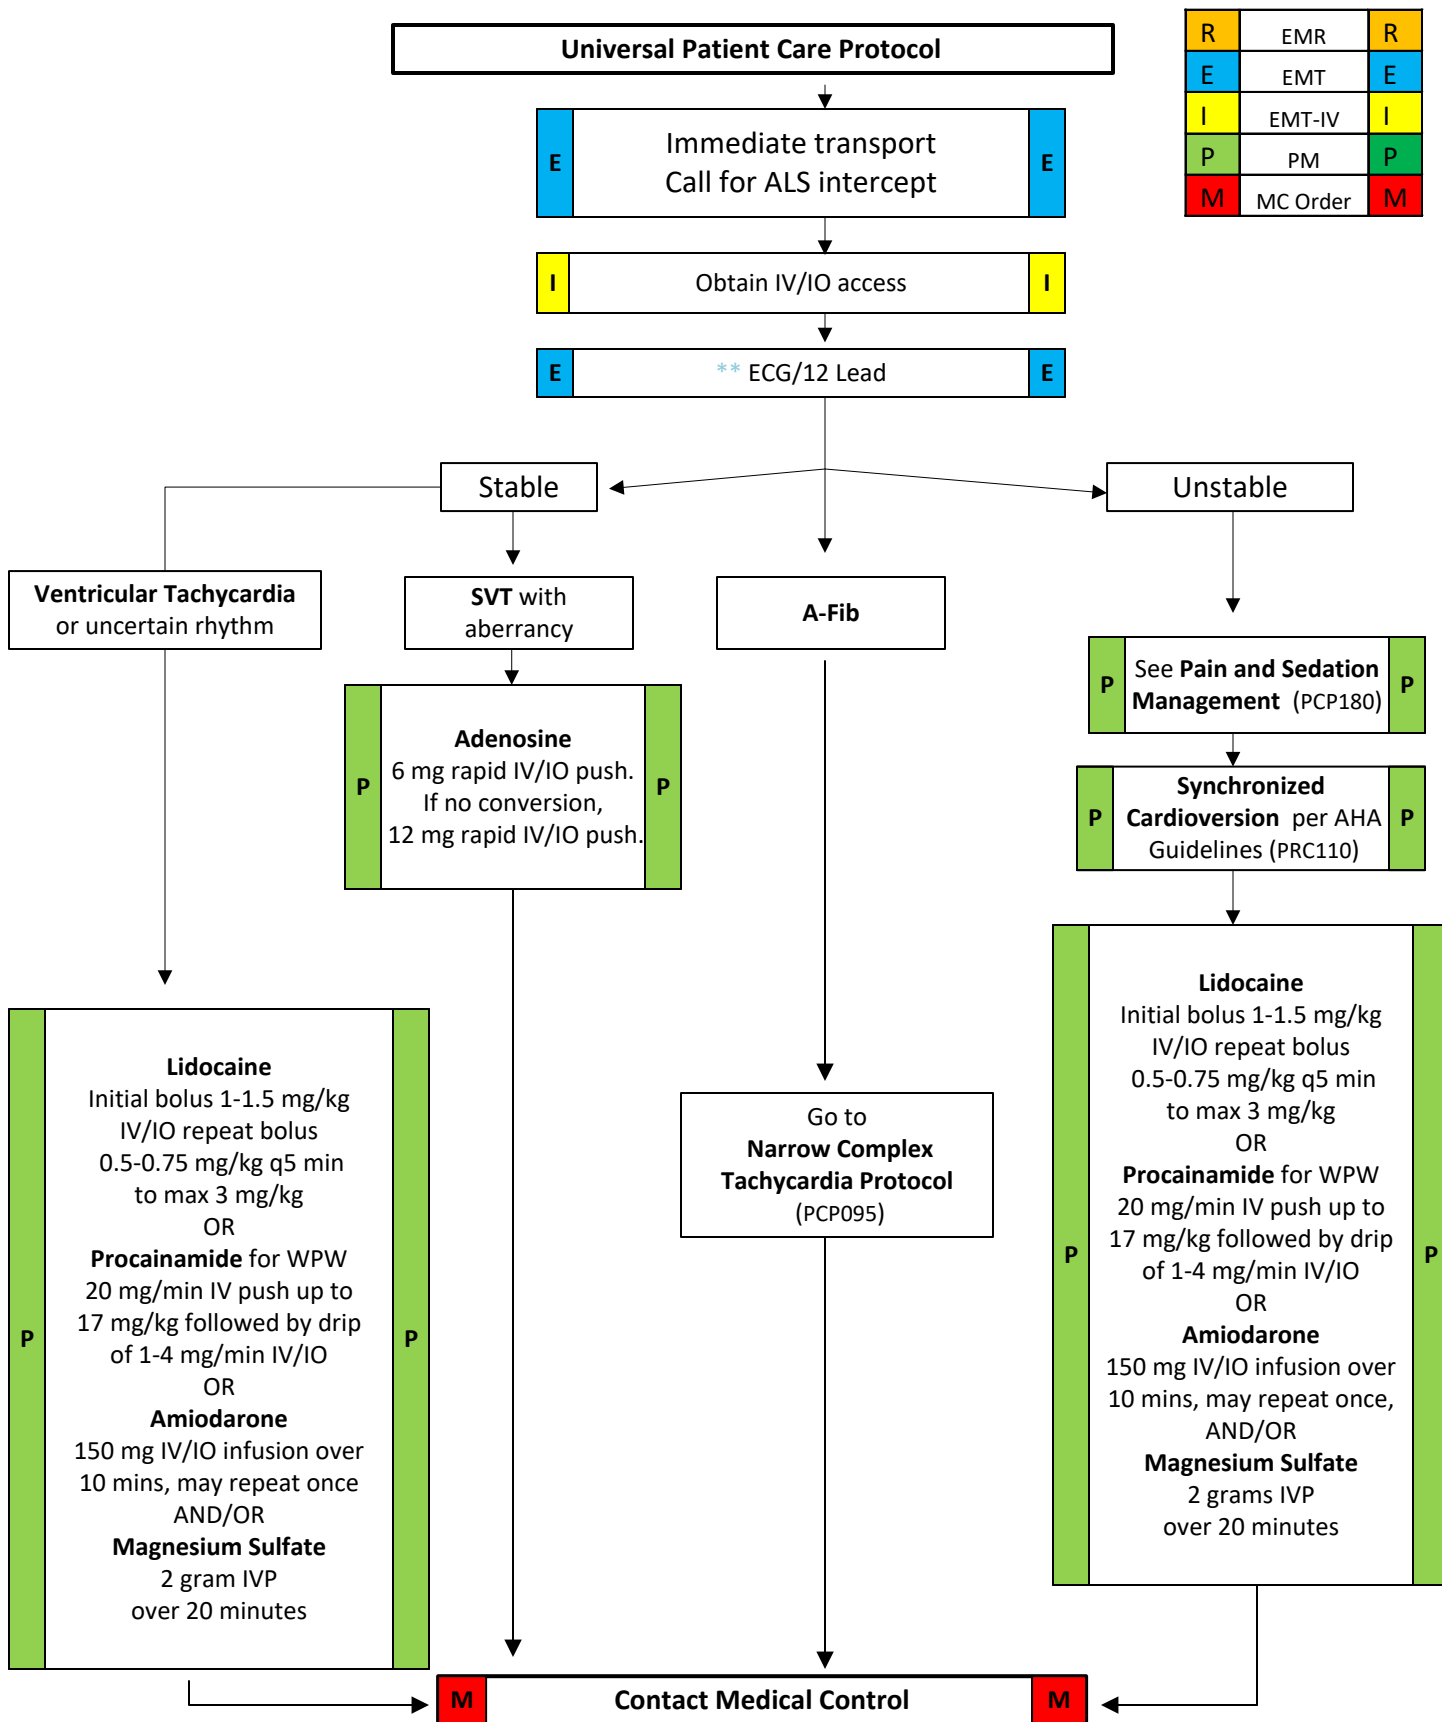 Universal Patient Care Protocol
R EMR R
E EMT E
I EMT-IV I
P PM P
M MC Order M
E Immediate transport E
Call for ALS intercept
I Obtain IV/IO access I
E ** ECG/12 Lead E
Stable
Unstable
Ventricular Tachycardia
or uncertain rhythm
SVT with
aberrancy
A-Fib
P See Pain and Sedation P
Management (PCP180)
P Adenosine P
6 mg rapid IV/IO push.
If no conversion,
12 mg rapid IV/IO push.
P Synchronized P
Cardioversion per AHA
Guidelines (PRC110)
P Lidocaine P
Initial bolus 1-1.5 mg/kg
IV/IO repeat bolus
0.5-0.75 mg/kg q5 min
to max 3 mg/kg
OR
Procainamide for WPW
20 mg/min IV push up to
17 mg/kg followed by drip
of 1-4 mg/min IV/IO
OR
Amiodarone
150 mg IV/IO infusion over
10 mins, may repeat once
AND/OR
Magnesium Sulfate
2 gram IVP
over 20 minutes
Go to
Narrow Complex
Tachycardia Protocol
(PCP095)
P Lidocaine P
Initial bolus 1-1.5 mg/kg
IV/IO repeat bolus
0.5-0.75 mg/kg q5 min
to max 3 mg/kg
OR
Procainamide for WPW
20 mg/min IV push up to
17 mg/kg followed by drip
of 1-4 mg/min IV/IO
OR
Amiodarone
150 mg IV/IO infusion over
10 mins, may repeat once,
AND/OR
Magnesium Sulfate
2 grams IVP
over 20 minutes
M Contact Medical Control M